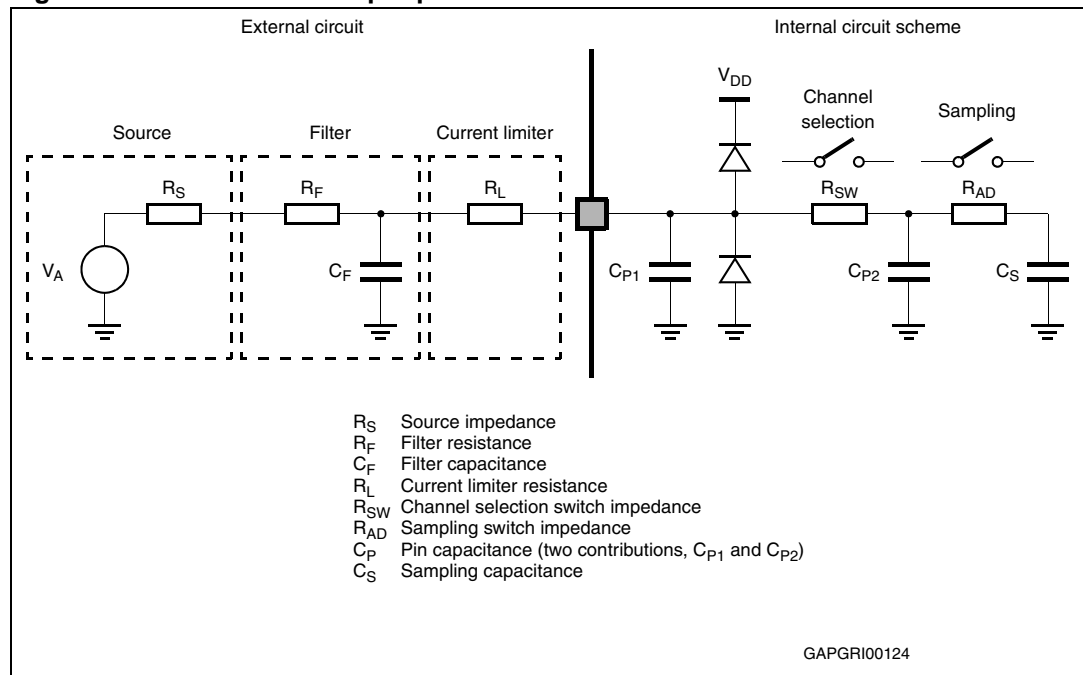 External circuit
Internal circuit scheme
VDD
Channel
selection
Sampling
Source
Filter
Current limiter
RS
RF
RL
RSW
RAD
VA
CF
CP1
CP2
CS
RS Source impedance
RF Filter resistance
CF Filter capacitance
RL Current limiter resistance
RSW Channel selection switch impedance
RAD Sampling switch impedance
CP Pin capacitance (two contributions, CP1 and CP2)
CS Sampling capacitance
GAPGRI00124